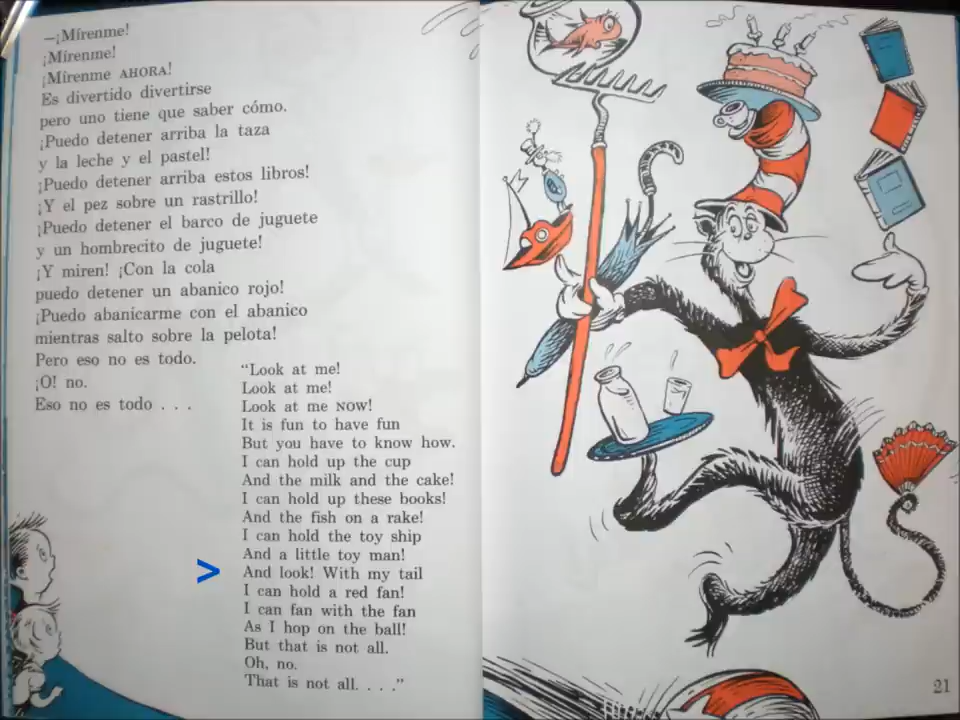 —¡Mírenme!
¡Mírenme!
¡Mírenme AHORA!
Es divertido divertirse
pero uno tiene que saber cómo.
¡Puedo detener arriba la taza
y la leche y el pastel!
¡Puedo detener arriba estos libros!
¡Y el pez sobre un rastrillo!
¡Puedo detener el barco de juguete
y un hombrecito de juguete!
¡Y miren! ¡Con la cola
puedo detener un abanico rojo!
¡Puedo abanicarme con el abanico
mientras salto sobre la pelota!
Pero eso no es todo.
¡O! no.
Eso no es todo . . .
"Look at me!
Look at me!
Look at me NOW!
It is fun to have fun
But you have to know how.
I can hold up the cup
And the milk and the cake!
I can hold up these books!
And the fish on a rake!
I can hold the toy ship
And a little toy man!
> And look! With my tail
I can hold a red fan!
I can fan with the fan
As I hop on the ball!
But that is not all.
Oh, no.
That is not all. . . ."
21